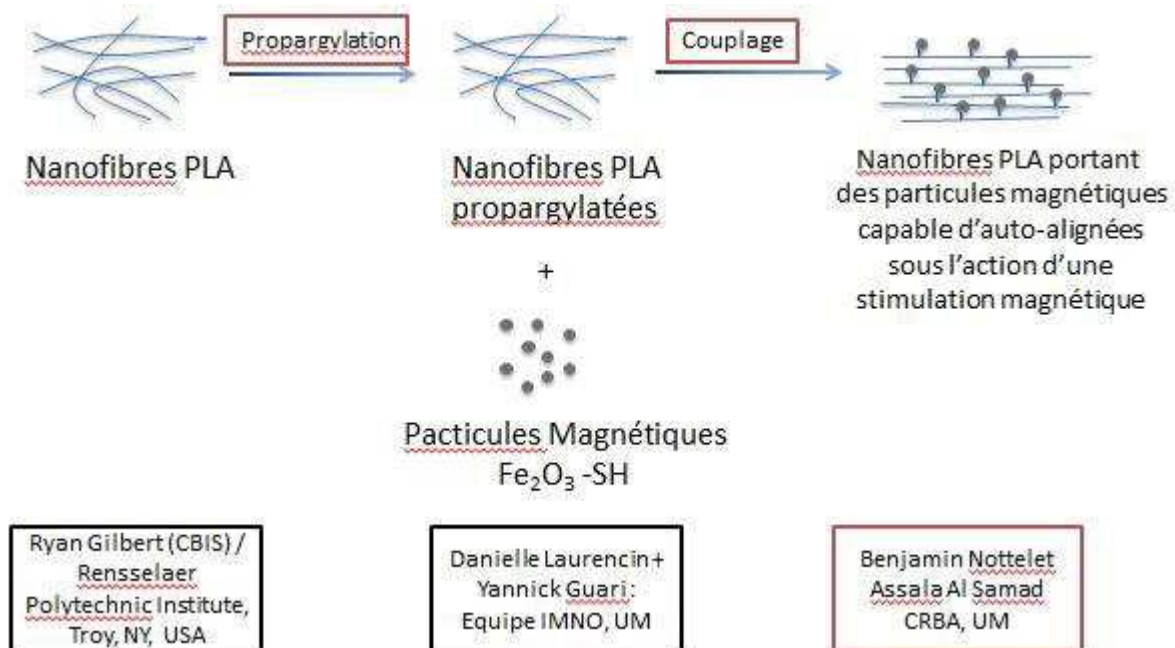 Propargylation
Couplage
Nanofibres PLA
Nanofibres PLA
propargylatées
Nanofibres PLA portant
des particules magnétiques
capable d'auto-alignées
sous l'action d'une
stimulation magnétique
+
Pacticules Magnétiques
Fe₂O₃ -SH
Ryan Gilbert (CBIS) /
Rensselaer
Polytechnic Institute,
Troy, NY, USA
Danielle Laurencin +
Yannick Guari :
Equipe IMNO, UM
Benjamin Nottelet
Assala Al Samad
CRBA, UM